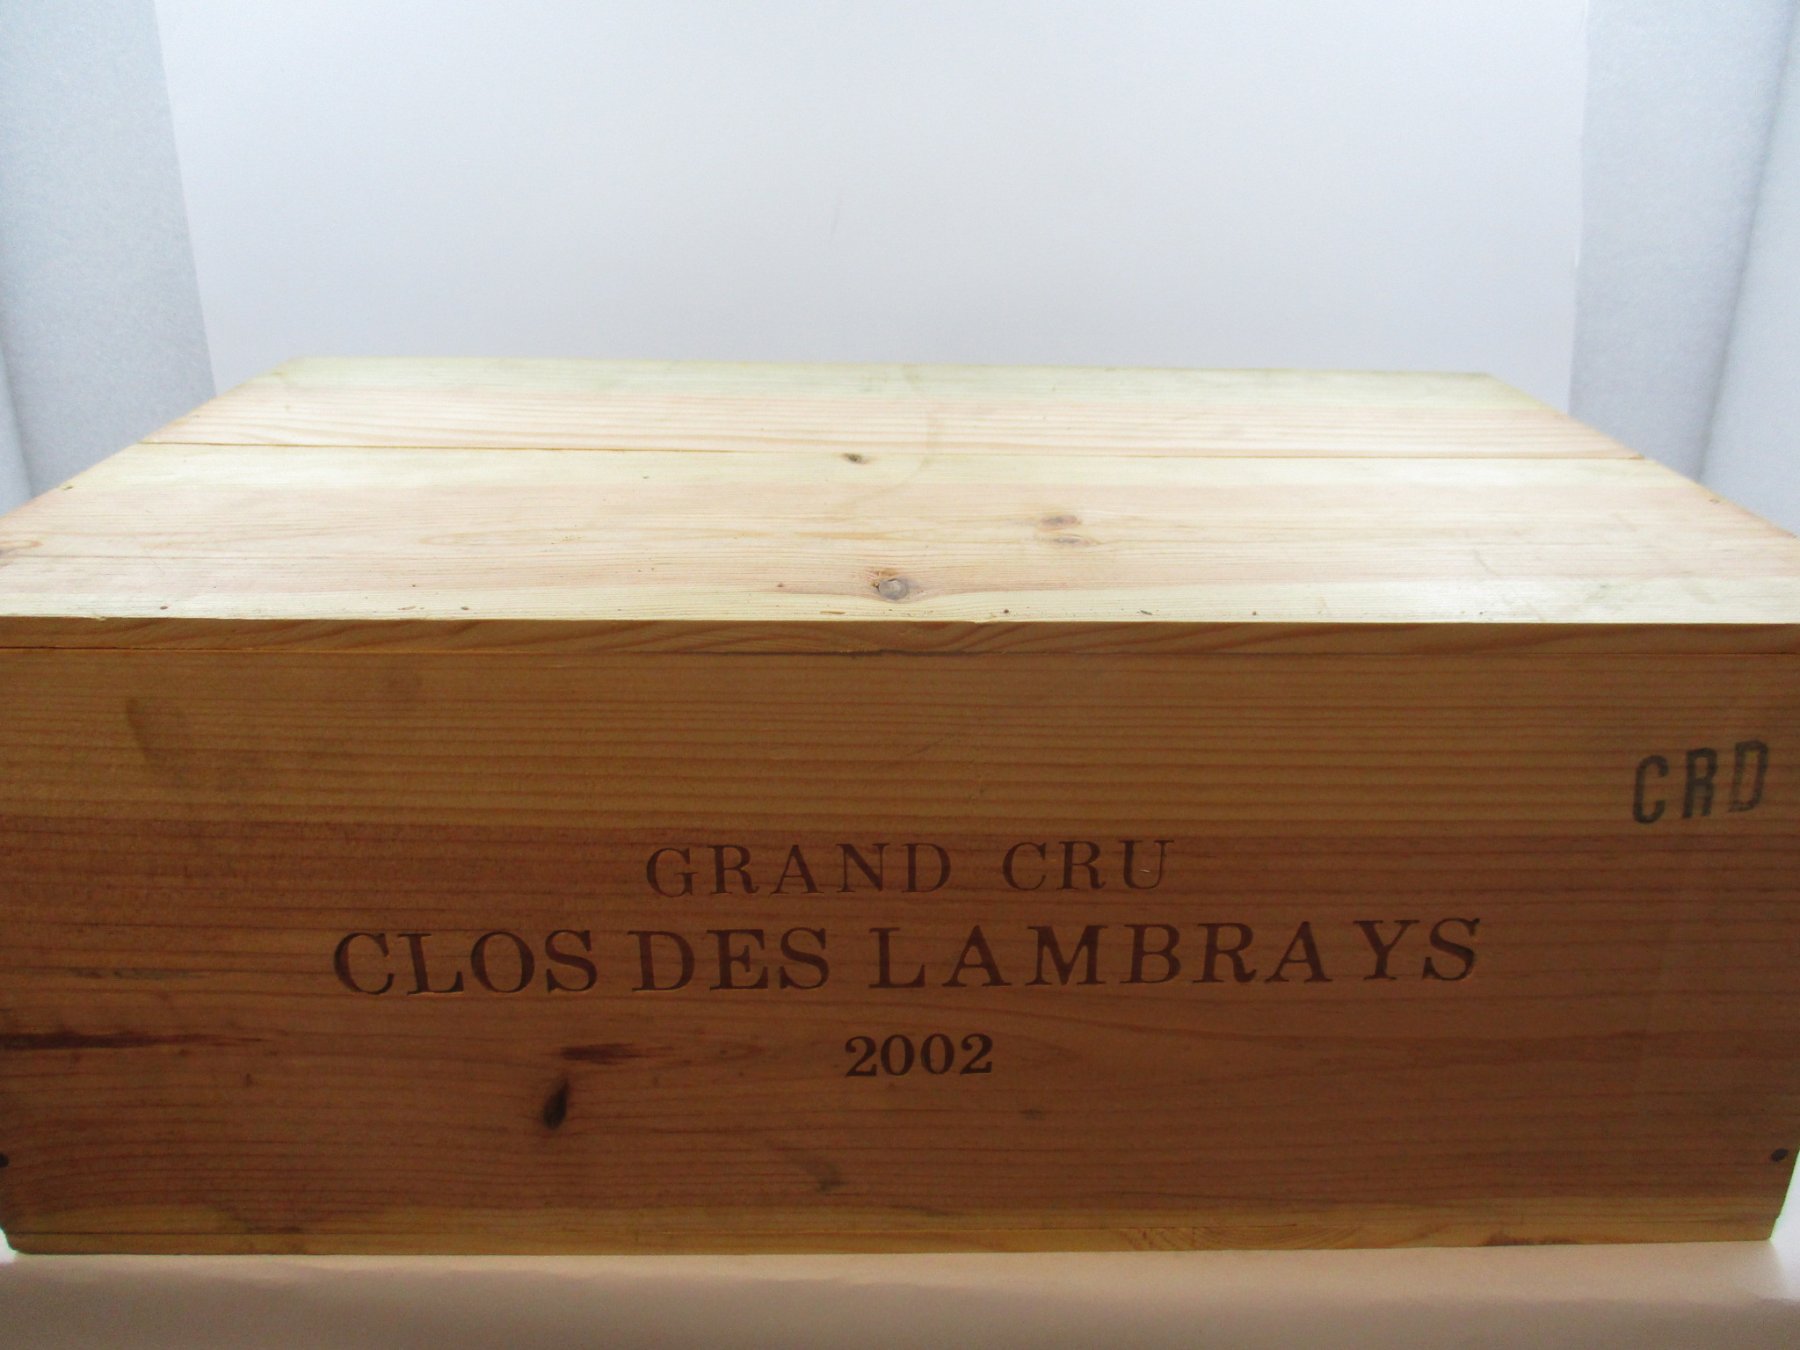 CRD
GRAND CRU
CLOS DES LAMBRAYS
2002